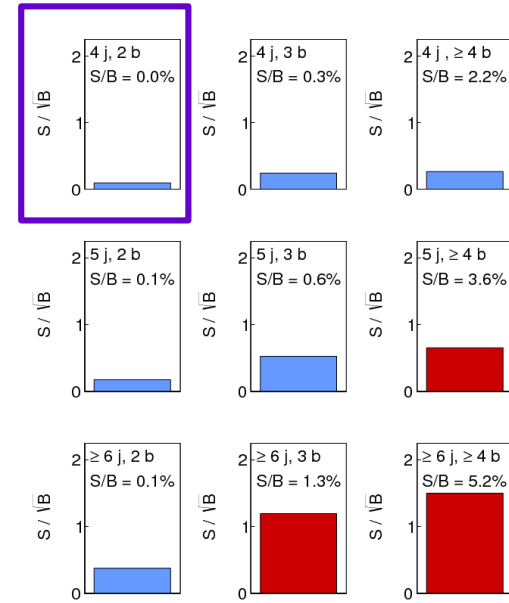 4 j, 2 b
S/B = 0.0%
2
1
0
S / √B
4 j, 3 b
S/B = 0.3%
2
1
0
S / √B
4 j , ≥ 4 b
S/B = 2.2%
2
1
0
S / √B
5 j, 2 b
S/B = 0.1%
2
1
0
S / √B
5 j, 3 b
S/B = 0.6%
2
1
0
S / √B
5 j, ≥ 4 b
S/B = 3.6%
2
1
0
S / √B
≥ 6 j, 2 b
S/B = 0.1%
2
1
0
S / √B
≥ 6 j, 3 b
S/B = 1.3%
2
1
0
S / √B
≥ 6 j, ≥ 4 b
S/B = 5.2%
2
1
0
S / √B